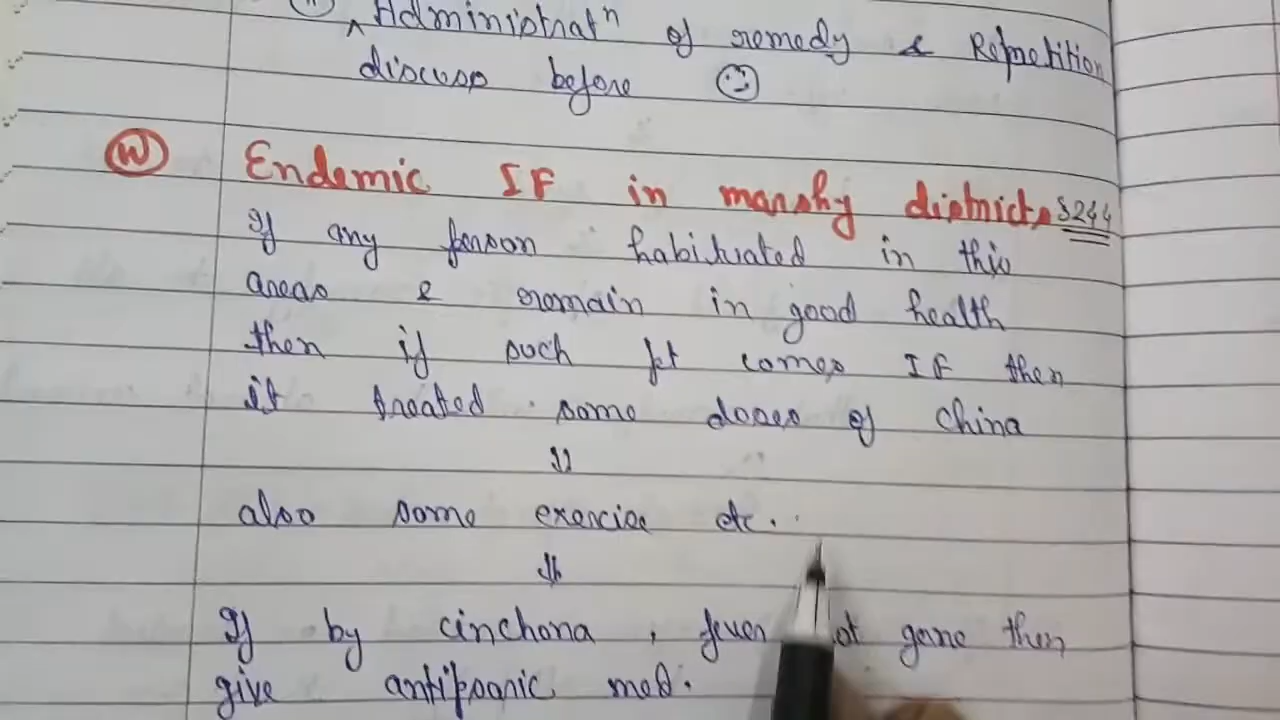 (ii) Administratⁿ of remedy & Repetition
discuss before
(W) Endemic IF in marshy districts §244
If any person habituated in this
areas & remain in good health
then if such pt comes IF then
it treated some doses of China
also some exercise etc.
If by cinchona, fever gone then
give antipsoric med.